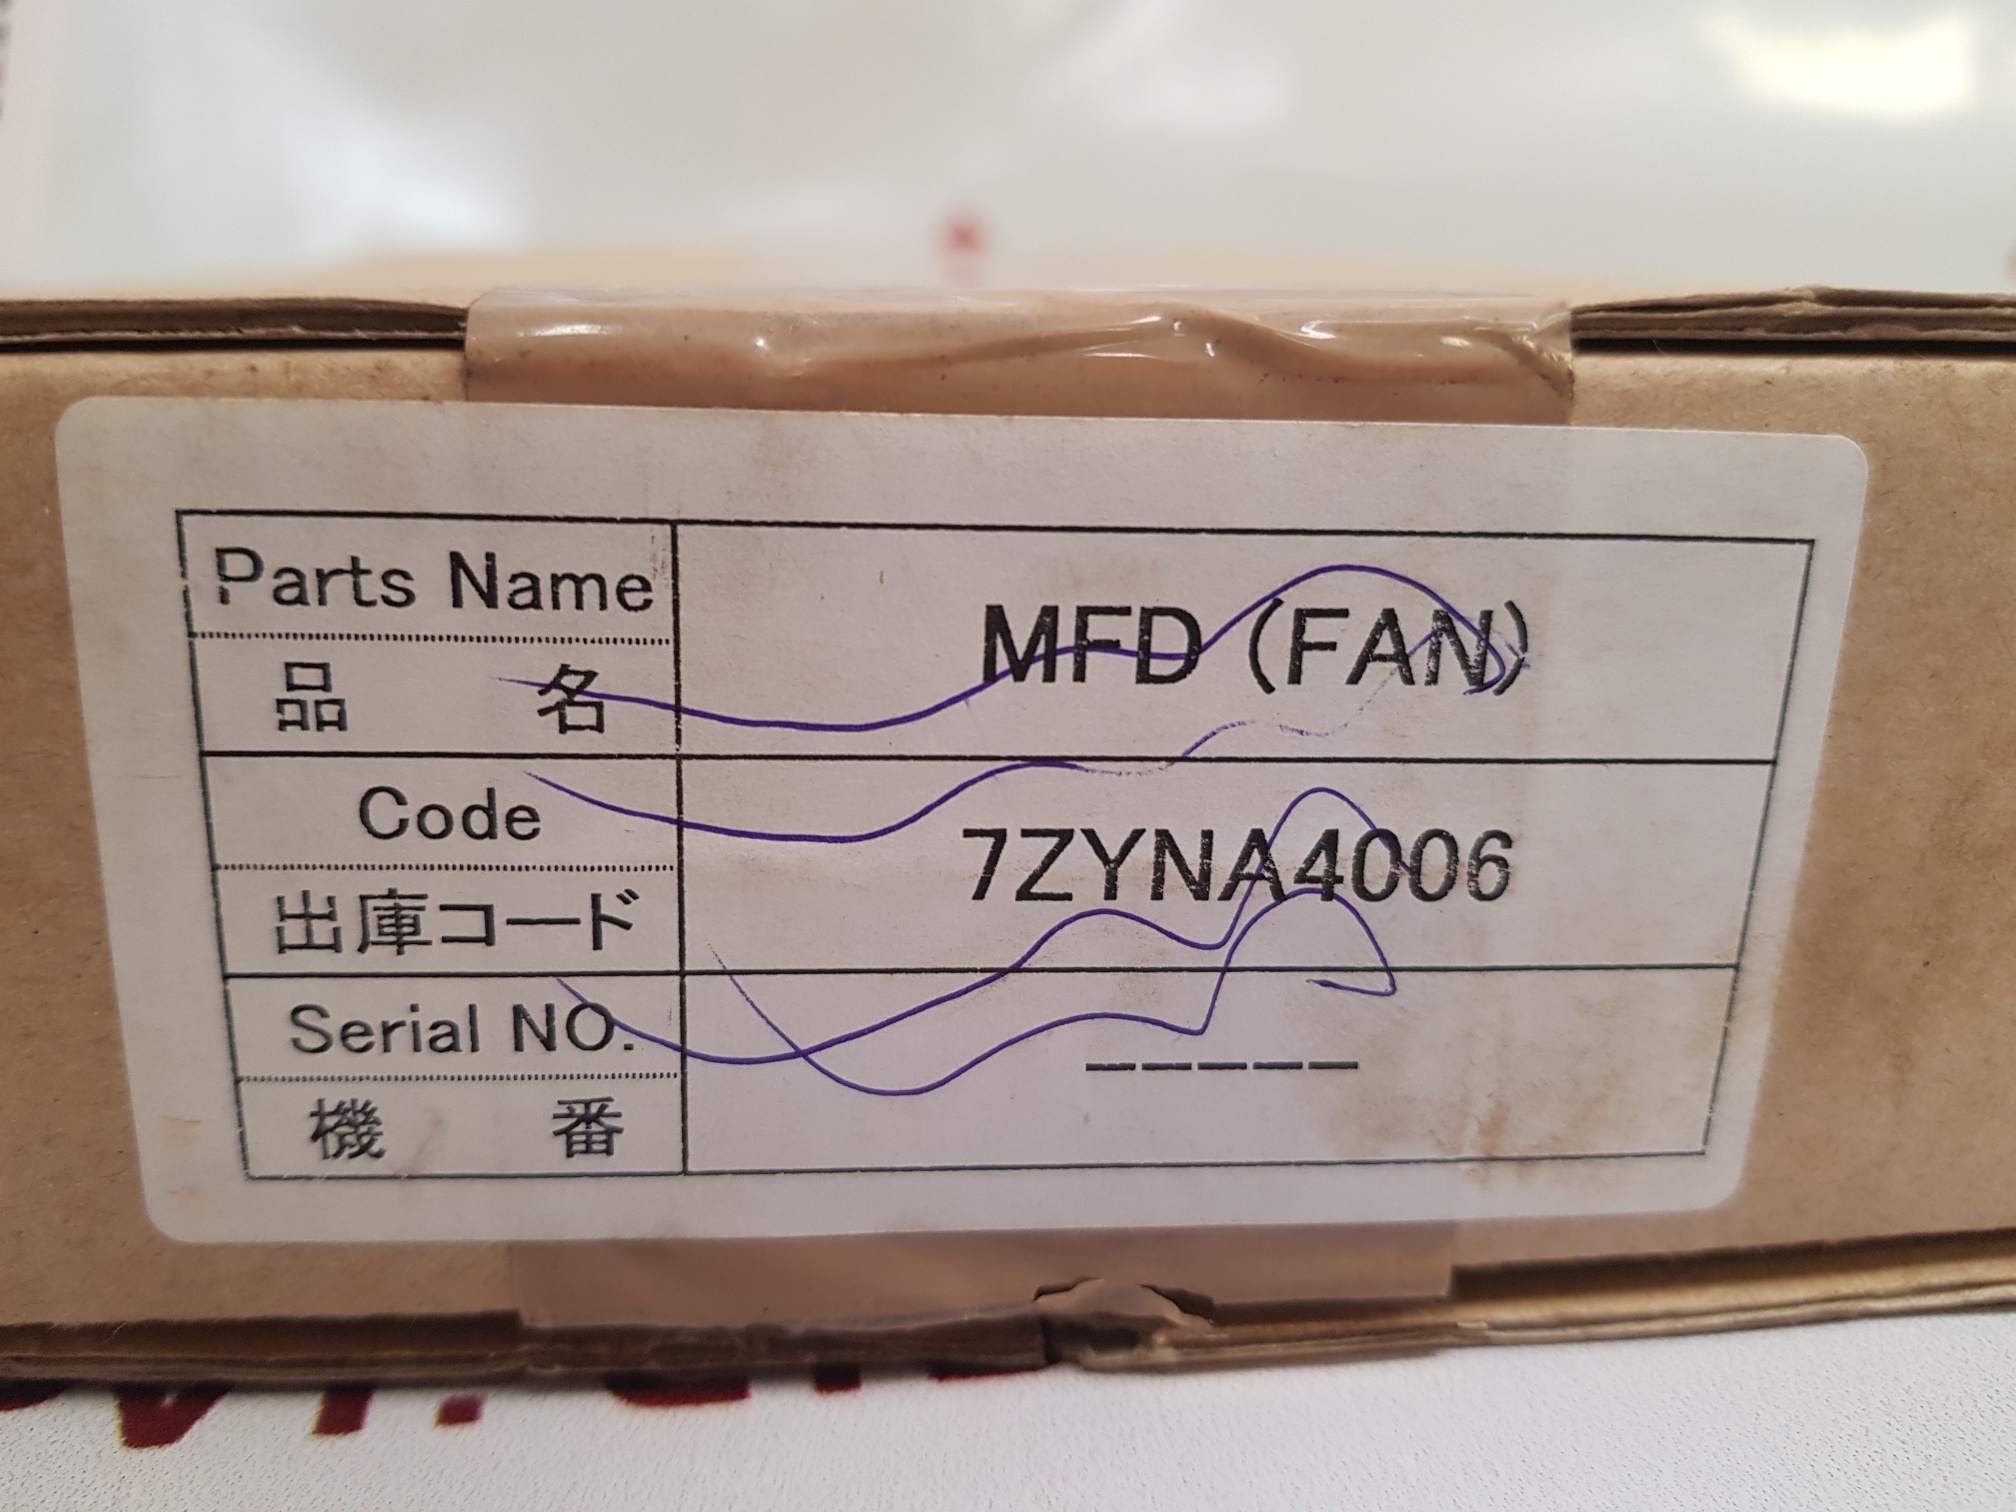 Parts Name
品 名
MFD (FAN)
Code
出庫コード
7ZYNA4006
Serial NO.
機 番
-----